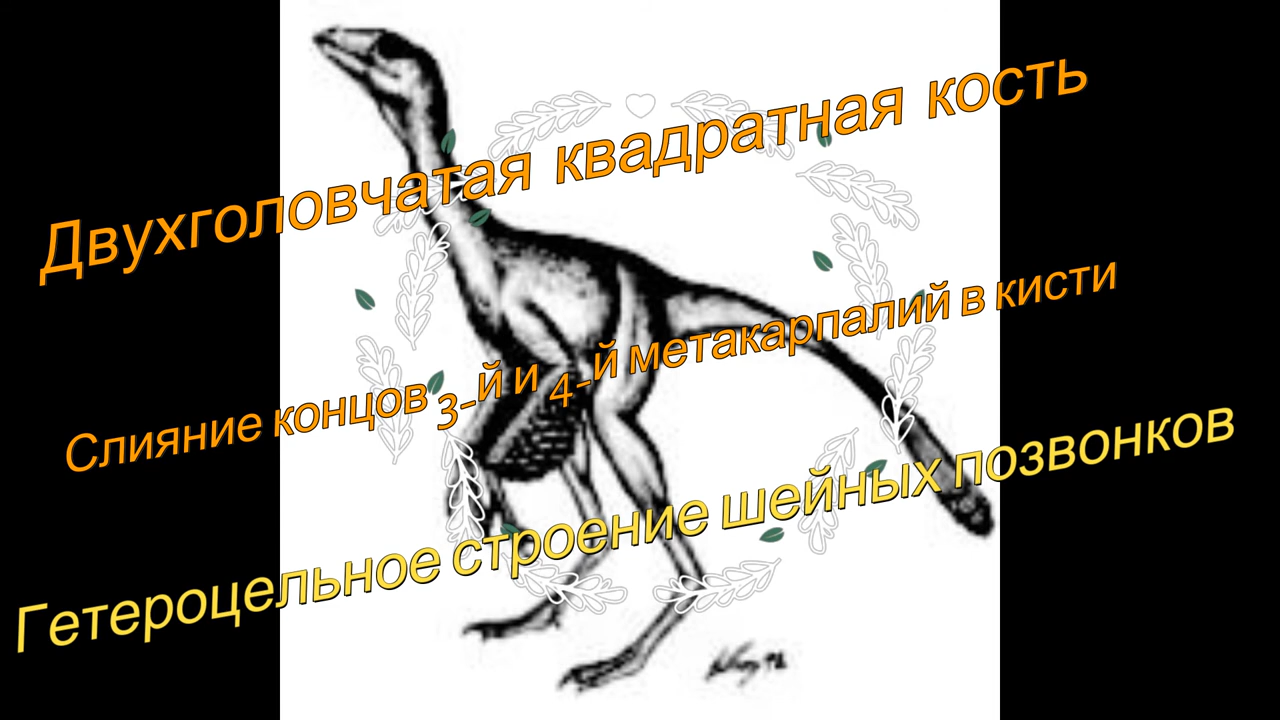 Двухголовчатая квадратная кость
Слияние концов 3-й и 4-й метакарпалий в кисти
Гетероцельное строение шейных позвонков